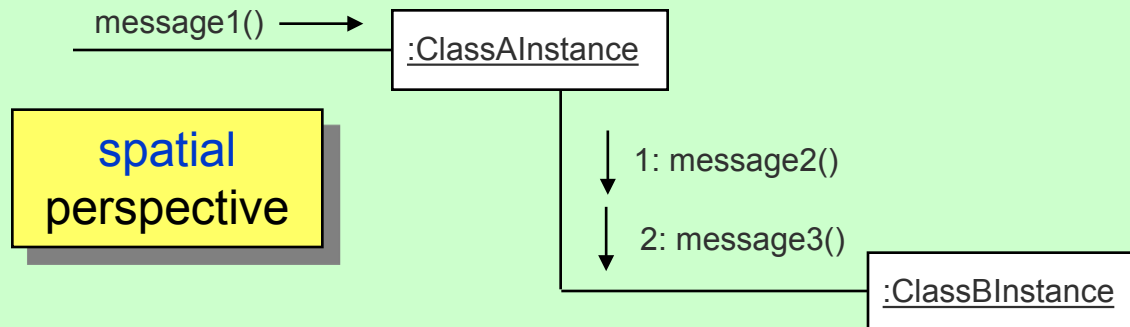 message1()
:ClassAInstance
spatial
perspective
1: message2()
2: message3()
:ClassBInstance